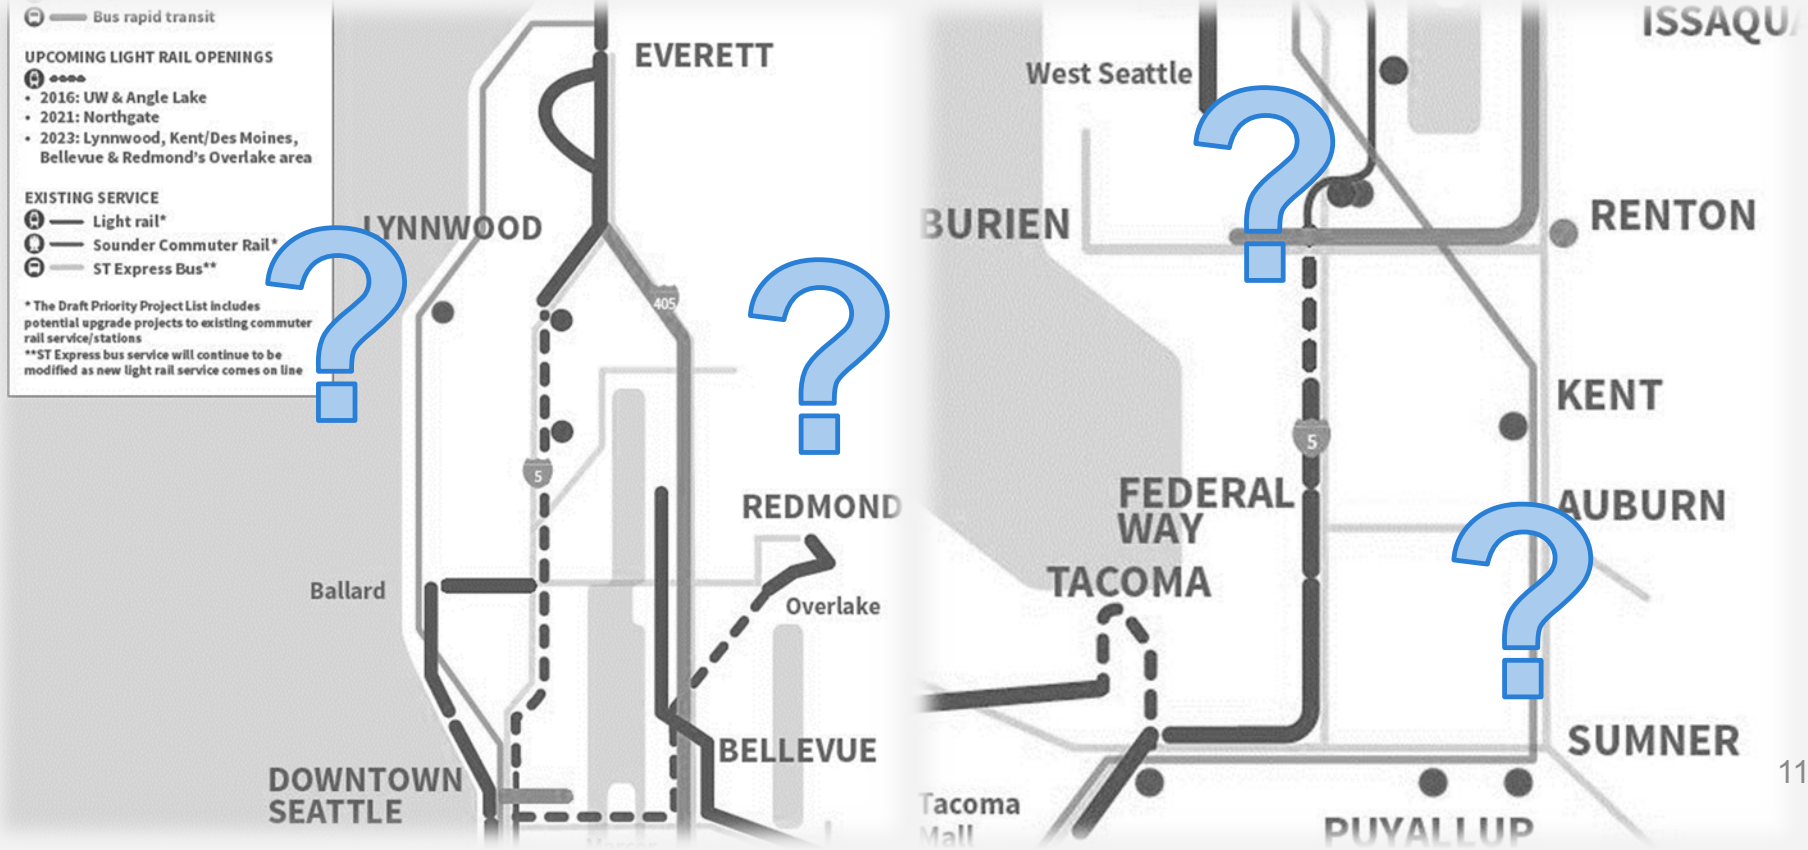 Bus rapid transit
UPCOMING LIGHT RAIL OPENINGS
• 2016: UW & Angle Lake
• 2021: Northgate
• 2023: Lynnwood, Kent/Des Moines,
Bellevue & Redmond's Overlake area
EXISTING SERVICE
Light rail*
Sounder Commuter Rail*
ST Express Bus**
* The Draft Priority Project List includes
potential upgrade projects to existing commuter
rail service/stations
**ST Express bus service will continue to be
modified as new light rail service comes on line
EVERETT
LYNNWOOD
?
405
?
5
REDMOND
Ballard
Overlake
BELLEVUE
DOWNTOWN
SEATTLE
ISSAQU
West Seattle
?
BURIEN
RENTON
KENT
5
FEDERAL
WAY
AUBURN
?
TACOMA
SUMNER
11
Tacoma
Mall
PUYALLUP